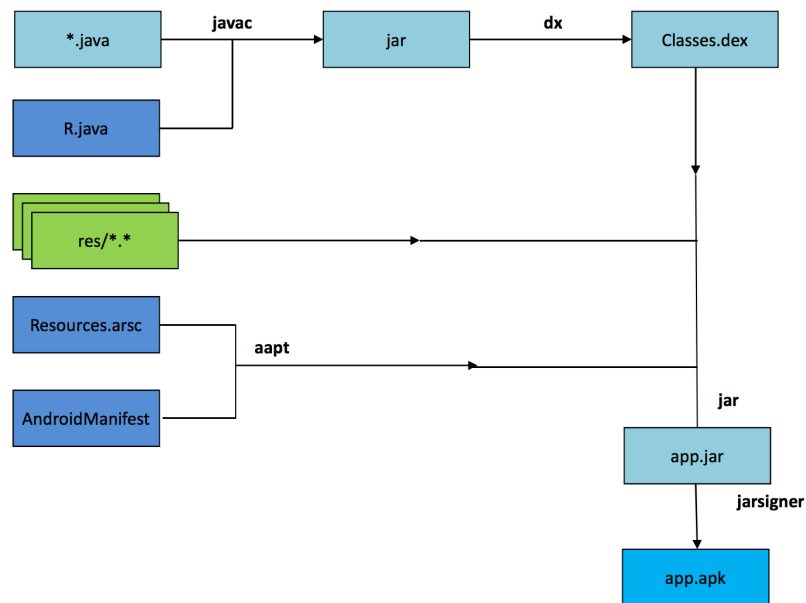 *.java
javac
jar
dx
Classes.dex
R.java
res/*.*
Resources.arsc
aapt
AndroidManifest
jar
app.jar
jarsigner
app.apk